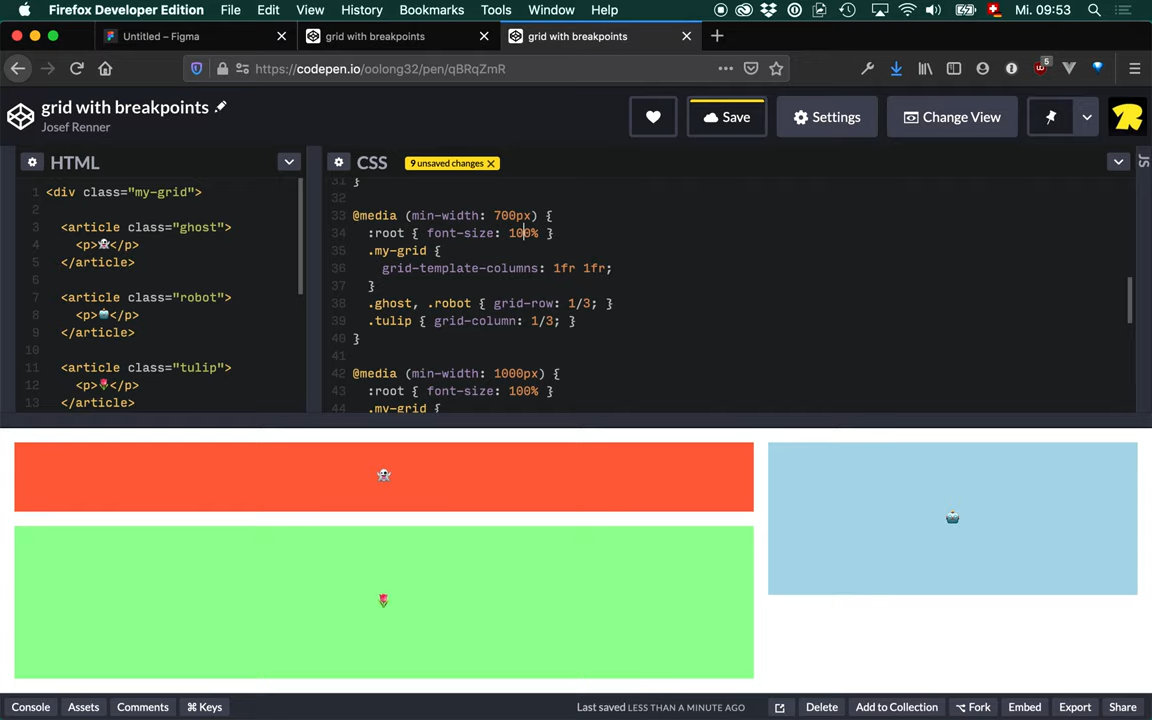 Firefox Developer Edition File Edit View History Bookmarks Tools Window Help Mi. 09:53
Untitled – Figma
grid with breakpoints
grid with breakpoints
https://codepen.io/oolong32/pen/qBRqZmR
5
grid with breakpoints
Josef Renner
Save
Settings
Change View
HTML
1 <div class="my-grid">
2
3 <article class="ghost">
4 <p>👻</p>
5 </article>
6
7 <article class="robot">
8 <p>🤖</p>
9 </article>
10
11 <article class="tulip">
12 <p>🌷</p>
13 </article>
CSS
9 unsaved changes
JS
31 }
32
33 @media (min-width: 700px) {
34 :root { font-size: 100% }
35 .my-grid {
36 grid-template-columns: 1fr 1fr;
37 }
38 .ghost, .robot { grid-row: 1/3; }
39 .tulip { grid-column: 1/3; }
40 }
41
42 @media (min-width: 1000px) {
43 :root { font-size: 100% }
44 .my-grid {
Console Assets Comments ⌘ Keys
Last saved LESS THAN A MINUTE AGO
Delete Add to Collection Fork Embed Export Share